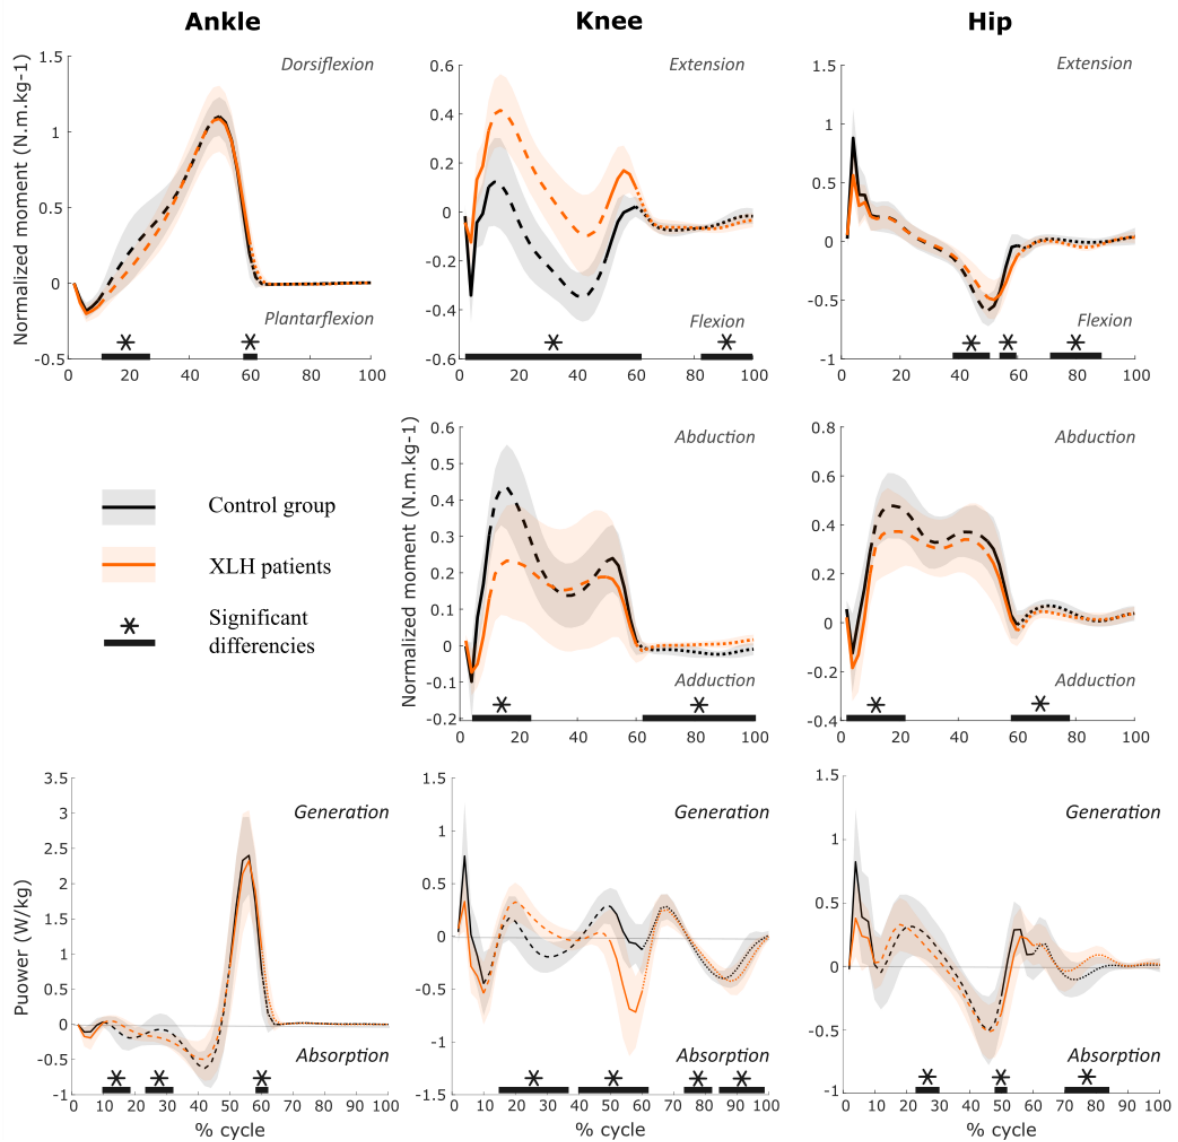 Ankle Knee Hip
Normalized moment (N.m.kg-1)
1.5
1
0.5
0
-0.5
Dorsiflexion
Plantarflexion
* *
0 20 40 60 80 100
0.6
0.4
0.2
0
-0.2
-0.4
-0.6
Extension
Flexion
* *
0 20 40 60 80 100
1.5
1
0.5
0
-0.5
-1
Extension
Flexion
* * *
0 20 40 60 80 100
Control group
XLH patients
*
Significant
differencies
Normalized moment (N.m.kg-1)
0.6
0.5
0.4
0.3
0.2
0.1
0
-0.1
-0.2
Abduction
Adduction
* *
0 20 40 60 80 100
0.8
0.6
0.4
0.2
0
-0.2
-0.4
Abduction
Adduction
* *
0 20 40 60 80 100
Puower (W/kg)
3.5
3
2.5
2
1.5
1
0.5
0
-0.5
-1
Generation
Absorption
* * *
0 10 20 30 40 50 60 70 80 90 100
% cycle
1.5
1
0.5
0
-0.5
-1
-1.5
Generation
Absorption
* * * *
0 10 20 30 40 50 60 70 80 90 100
% cycle
1.5
1
0.5
0
-0.5
-1
Generation
Absorption
* * *
0 10 20 30 40 50 60 70 80 90 100
% cycle